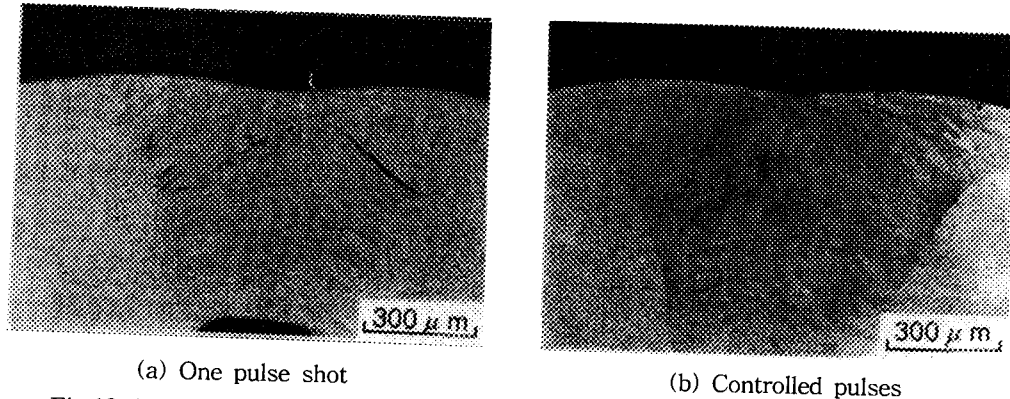 300 μm
300 μm
(a) One pulse shot
(b) Controlled pulses